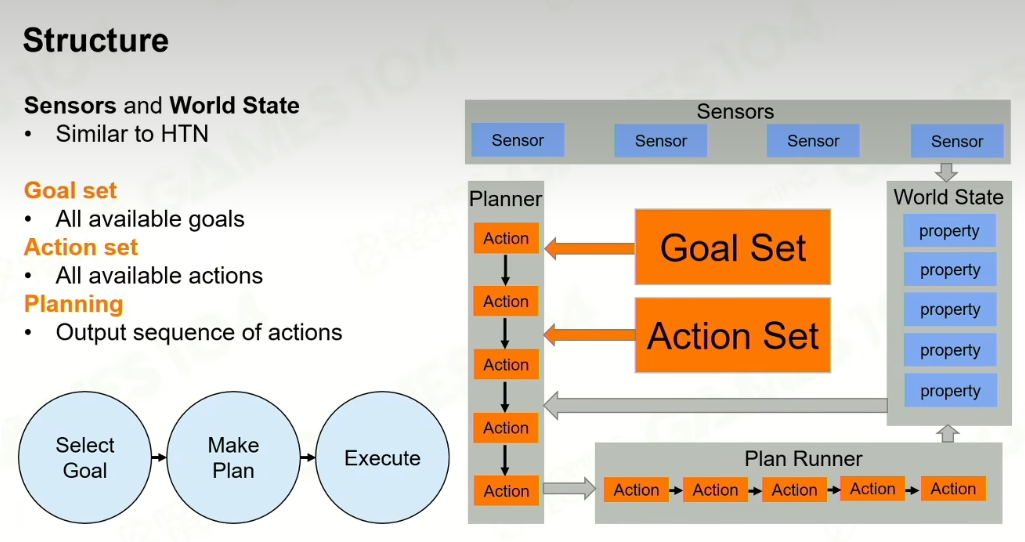 Structure
Sensors and World State
• Similar to HTN
Goal set
• All available goals
Action set
• All available actions
Planning
• Output sequence of actions
Select
Goal
Make
Plan
Execute
Sensors
Sensor Sensor Sensor Sensor
Planner
Action
Action
Action
Action
Action
Goal Set
Action Set
World State
property
property
property
property
property
Plan Runner
Action Action Action Action Action
GAMES104